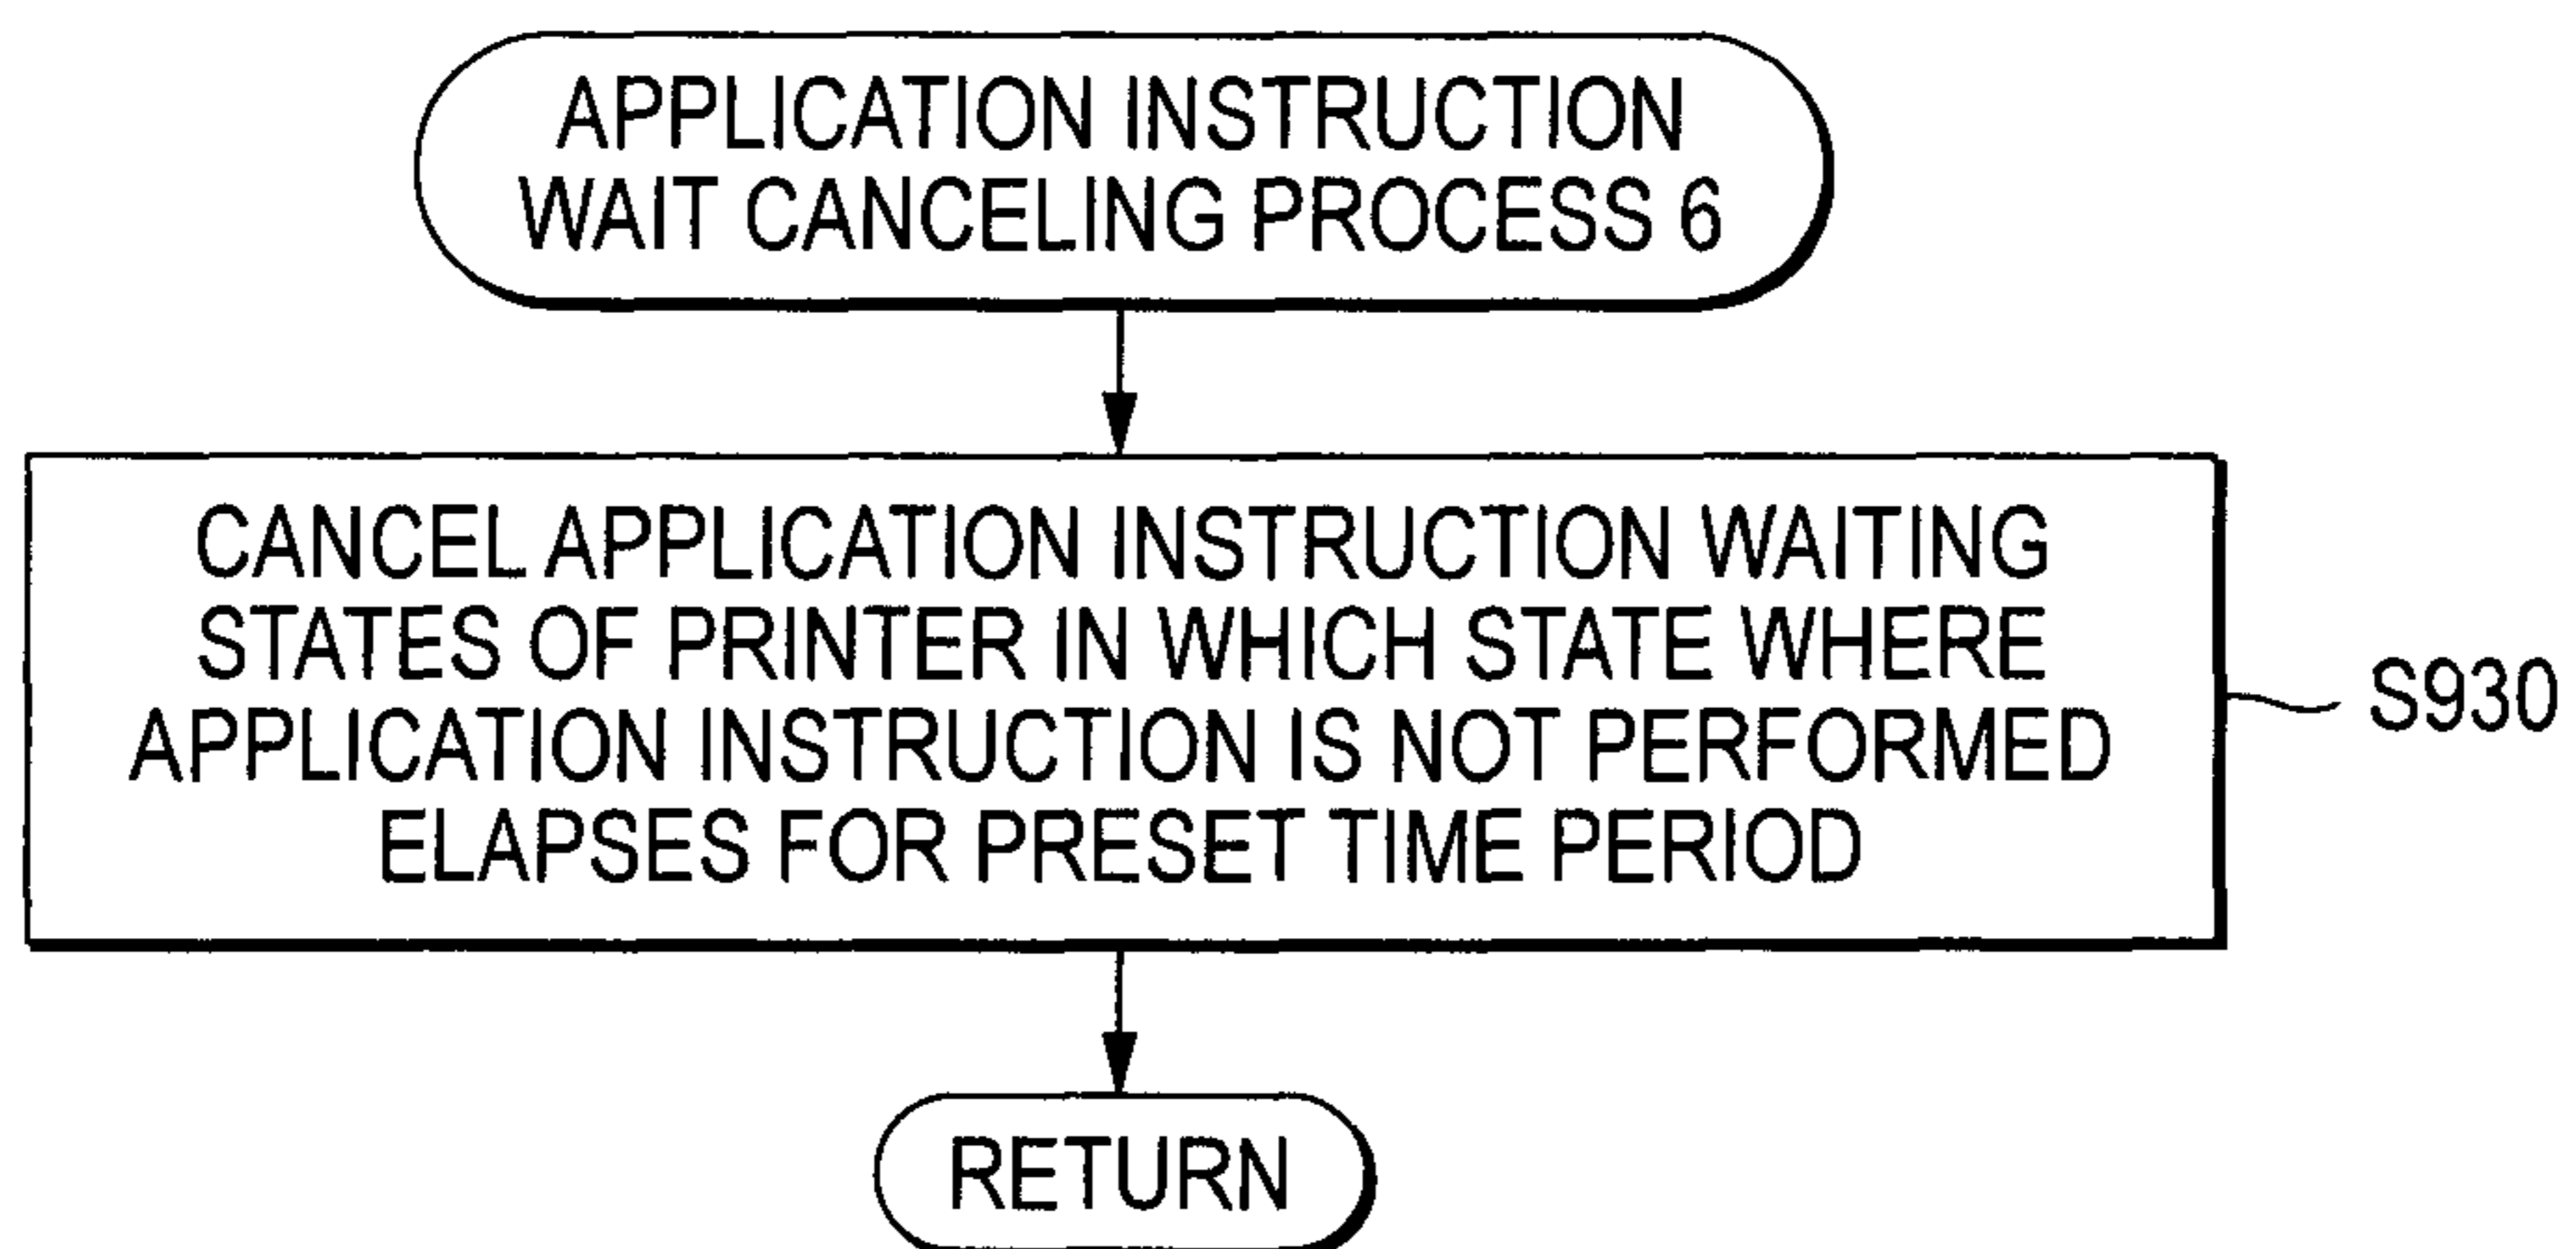 APPLICATION INSTRUCTION
WAIT CANCELING PROCESS 6
CANCEL APPLICATION INSTRUCTION WAITING
STATES OF PRINTER IN WHICH STATE WHERE
APPLICATION INSTRUCTION IS NOT PERFORMED
ELAPSES FOR PRESET TIME PERIOD
S930
RETURN